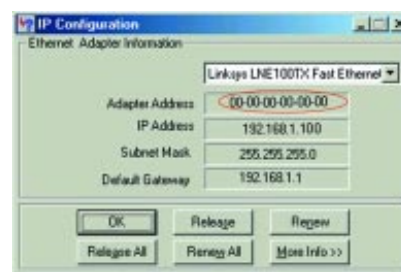 IP Configuration
Ethernet Adapter Information
Linksys LNE100TX Fast Ethernet
Adapter Address 00-00-00-00-00-00
IP Address 192.168.1.100
Subnet Mask 255.255.255.0
Default Gateway 192.168.1.1
OK Release Renew
Release All Renew All More Info >>